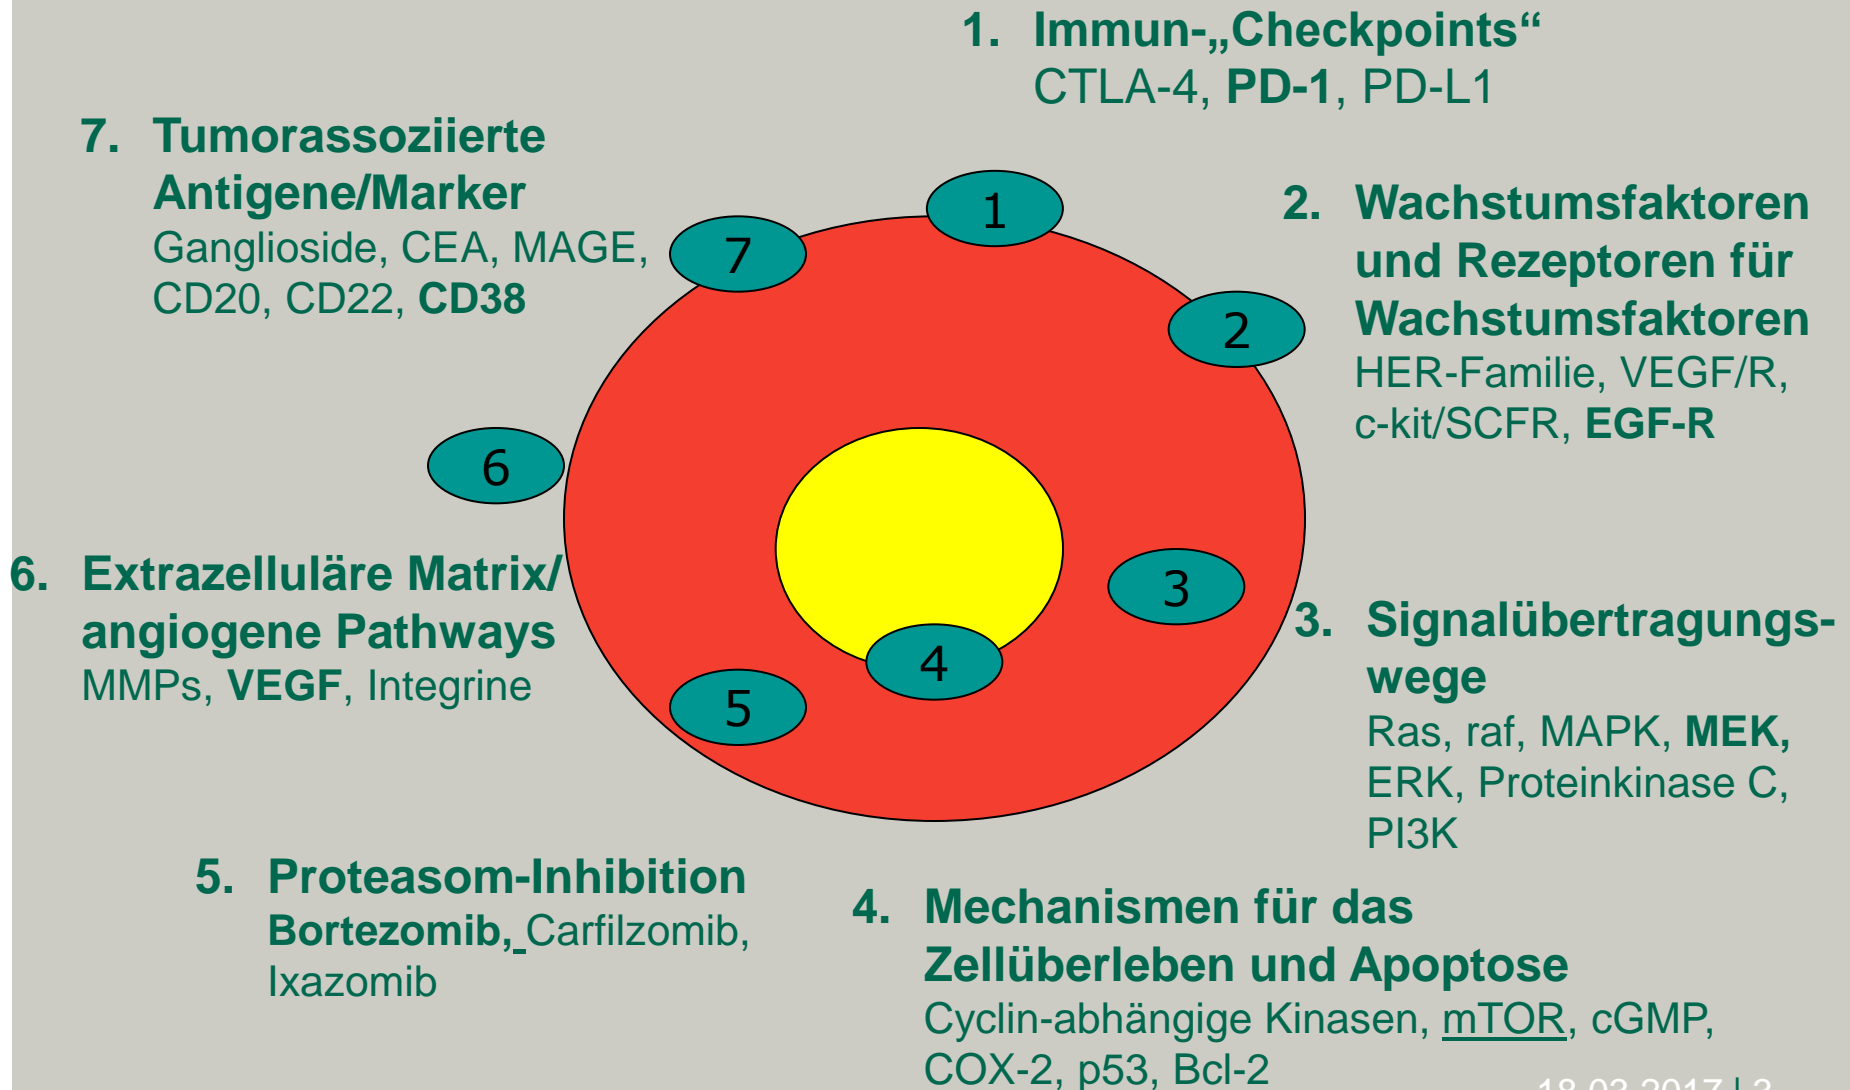 1. Immun-„Checkpoints“
CTLA-4, PD-1, PD-L1
7. Tumorassoziierte
Antigene/Marker
Ganglioside, CEA, MAGE,
CD20, CD22, CD38
2. Wachstumsfaktoren
und Rezeptoren für
Wachstumsfaktoren
HER-Familie, VEGF/R,
c-kit/SCFR, EGF-R
1
7
2
6
3
4
5
6. Extrazelluläre Matrix/
angiogene Pathways
MMPs, VEGF, Integrine
3. Signalübertragungs-
wege
Ras, raf, MAPK, MEK,
ERK, Proteinkinase C,
PI3K
5. Proteasom-Inhibition
Bortezomib, Carfilzomib,
Ixazomib
4. Mechanismen für das
Zellüberleben und Apoptose
Cyclin-abhängige Kinasen, mTOR, cGMP,
COX-2, p53, Bcl-2
18.03.2017 | 3